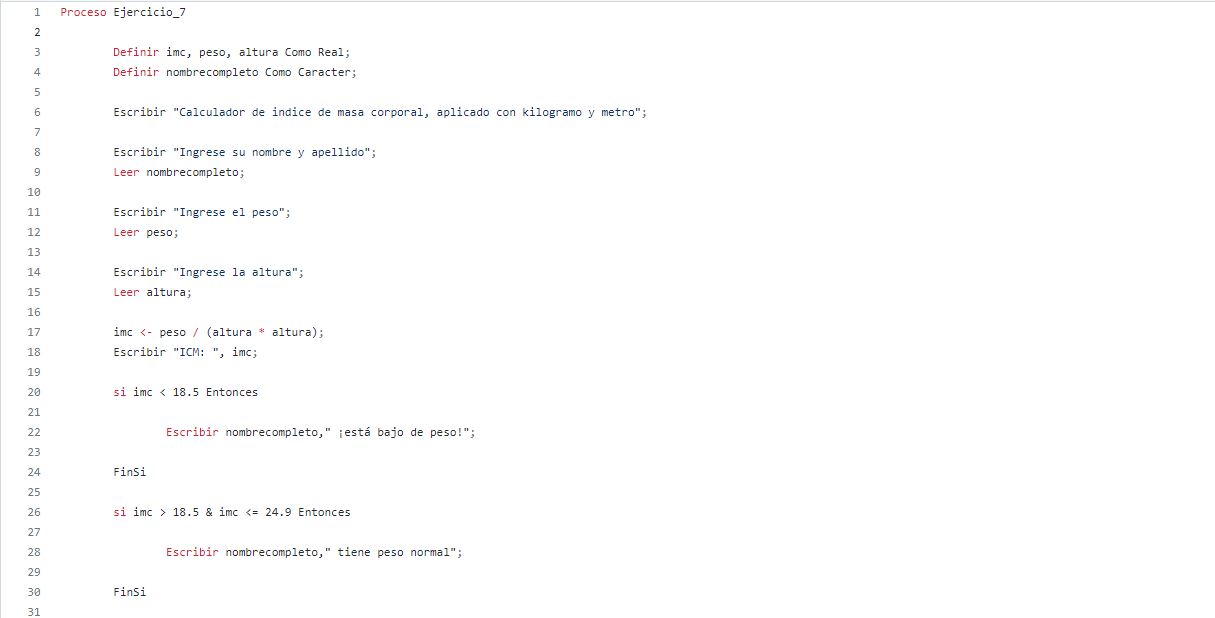 1 Proceso Ejercicio_7
2
3 Definir imc, peso, altura Como Real;
4 Definir nombrecompleto Como Caracter;
5
6 Escribir "Calculador de indice de masa corporal, aplicado con kilogramo y metro";
7
8 Escribir "Ingrese su nombre y apellido";
9 Leer nombrecompleto;
10
11 Escribir "Ingrese el peso";
12 Leer peso;
13
14 Escribir "Ingrese la altura";
15 Leer altura;
16
17 imc <- peso / (altura * altura);
18 Escribir "ICM: ", imc;
19
20 si imc < 18.5 Entonces
21
22 Escribir nombrecompleto," ¡está bajo de peso!";
23
24 FinSi
25
26 si imc > 18.5 & imc <= 24.9 Entonces
27
28 Escribir nombrecompleto," tiene peso normal";
29
30 FinSi
31